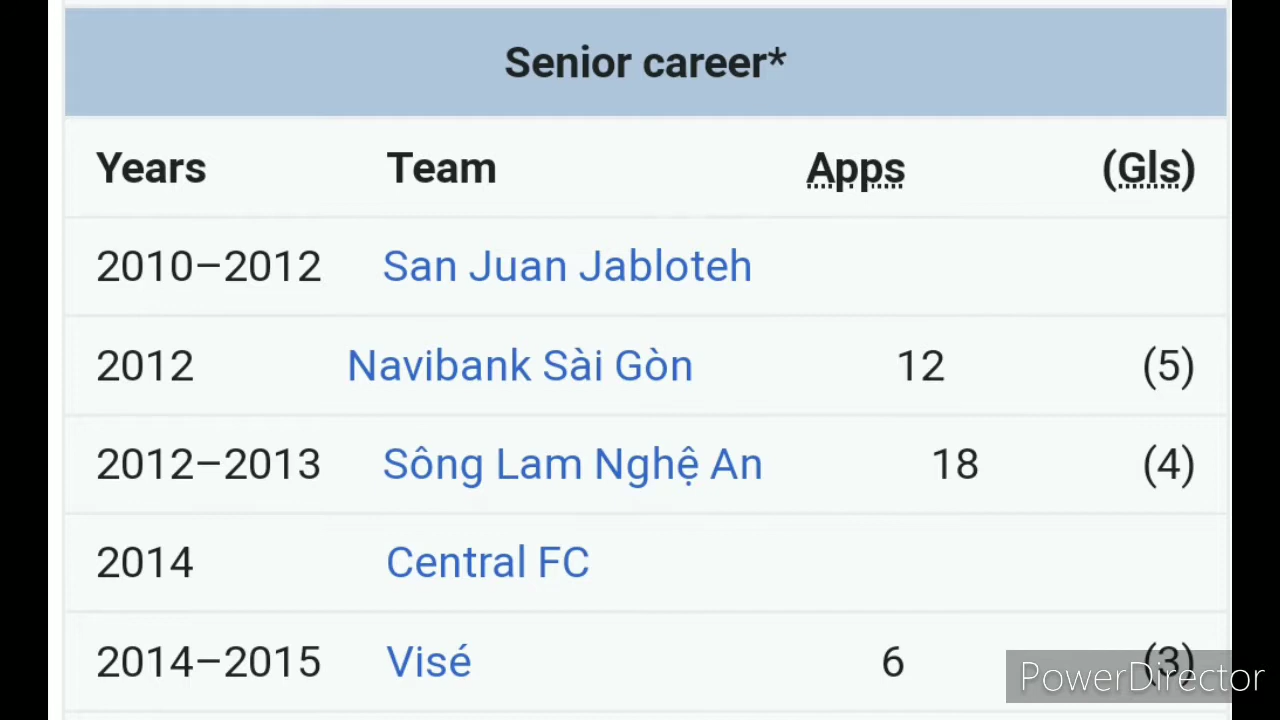 Senior career*
Years Team Apps (Gls)
2010–2012 San Juan Jabloteh
2012 Navibank Sài Gòn 12 (5)
2012–2013 Sông Lam Nghệ An 18 (4)
2014 Central FC
2014–2015 Visé 6 (3)
PowerDirector